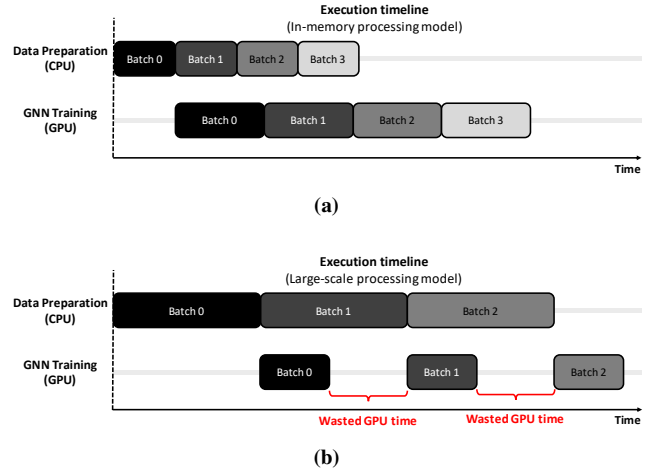 Execution timeline
(In-memory processing model)
Data Preparation
(CPU)
Batch 0 Batch 1 Batch 2 Batch 3
GNN Training
(GPU)
Batch 0 Batch 1 Batch 2 Batch 3
Time
(a)
Execution timeline
(Large-scale processing model)
Data Preparation
(CPU)
Batch 0 Batch 1 Batch 2
GNN Training
(GPU)
Batch 0 Batch 1 Batch 2
Wasted GPU time Wasted GPU time
Time
(b)